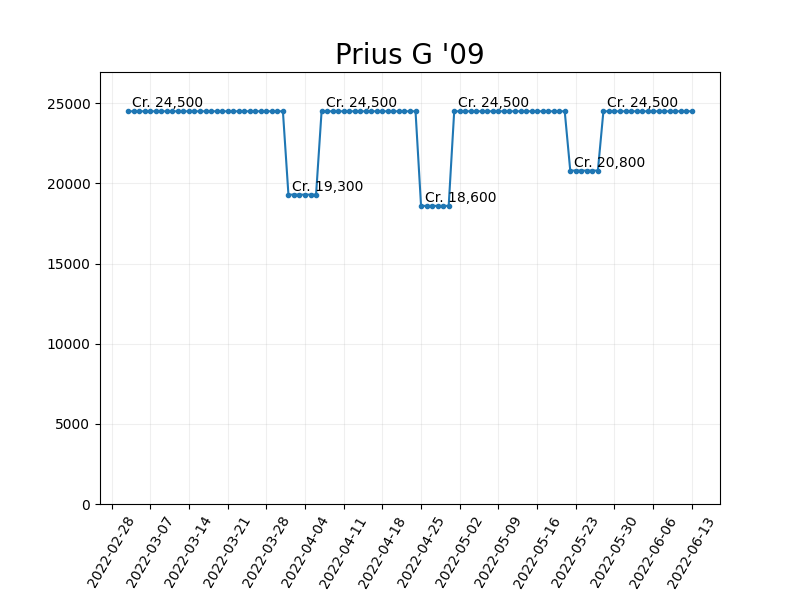 Prius G '09
Cr. 24,500
Cr. 24,500
Cr. 24,500
Cr. 24,500
Cr. 20,800
Cr. 19,300
Cr. 18,600
25000
20000
15000
10000
5000
0
2022-02-28
2022-03-07
2022-03-14
2022-03-21
2022-03-28
2022-04-04
2022-04-11
2022-04-18
2022-04-25
2022-05-02
2022-05-09
2022-05-16
2022-05-23
2022-05-30
2022-06-06
2022-06-13